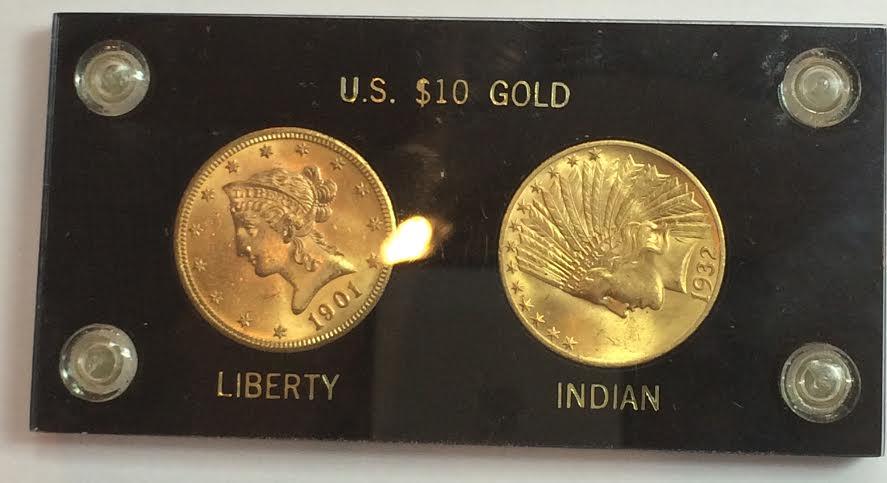 U.S. $10 GOLD
LIBERTY
1901
1932
LIBERTY
INDIAN